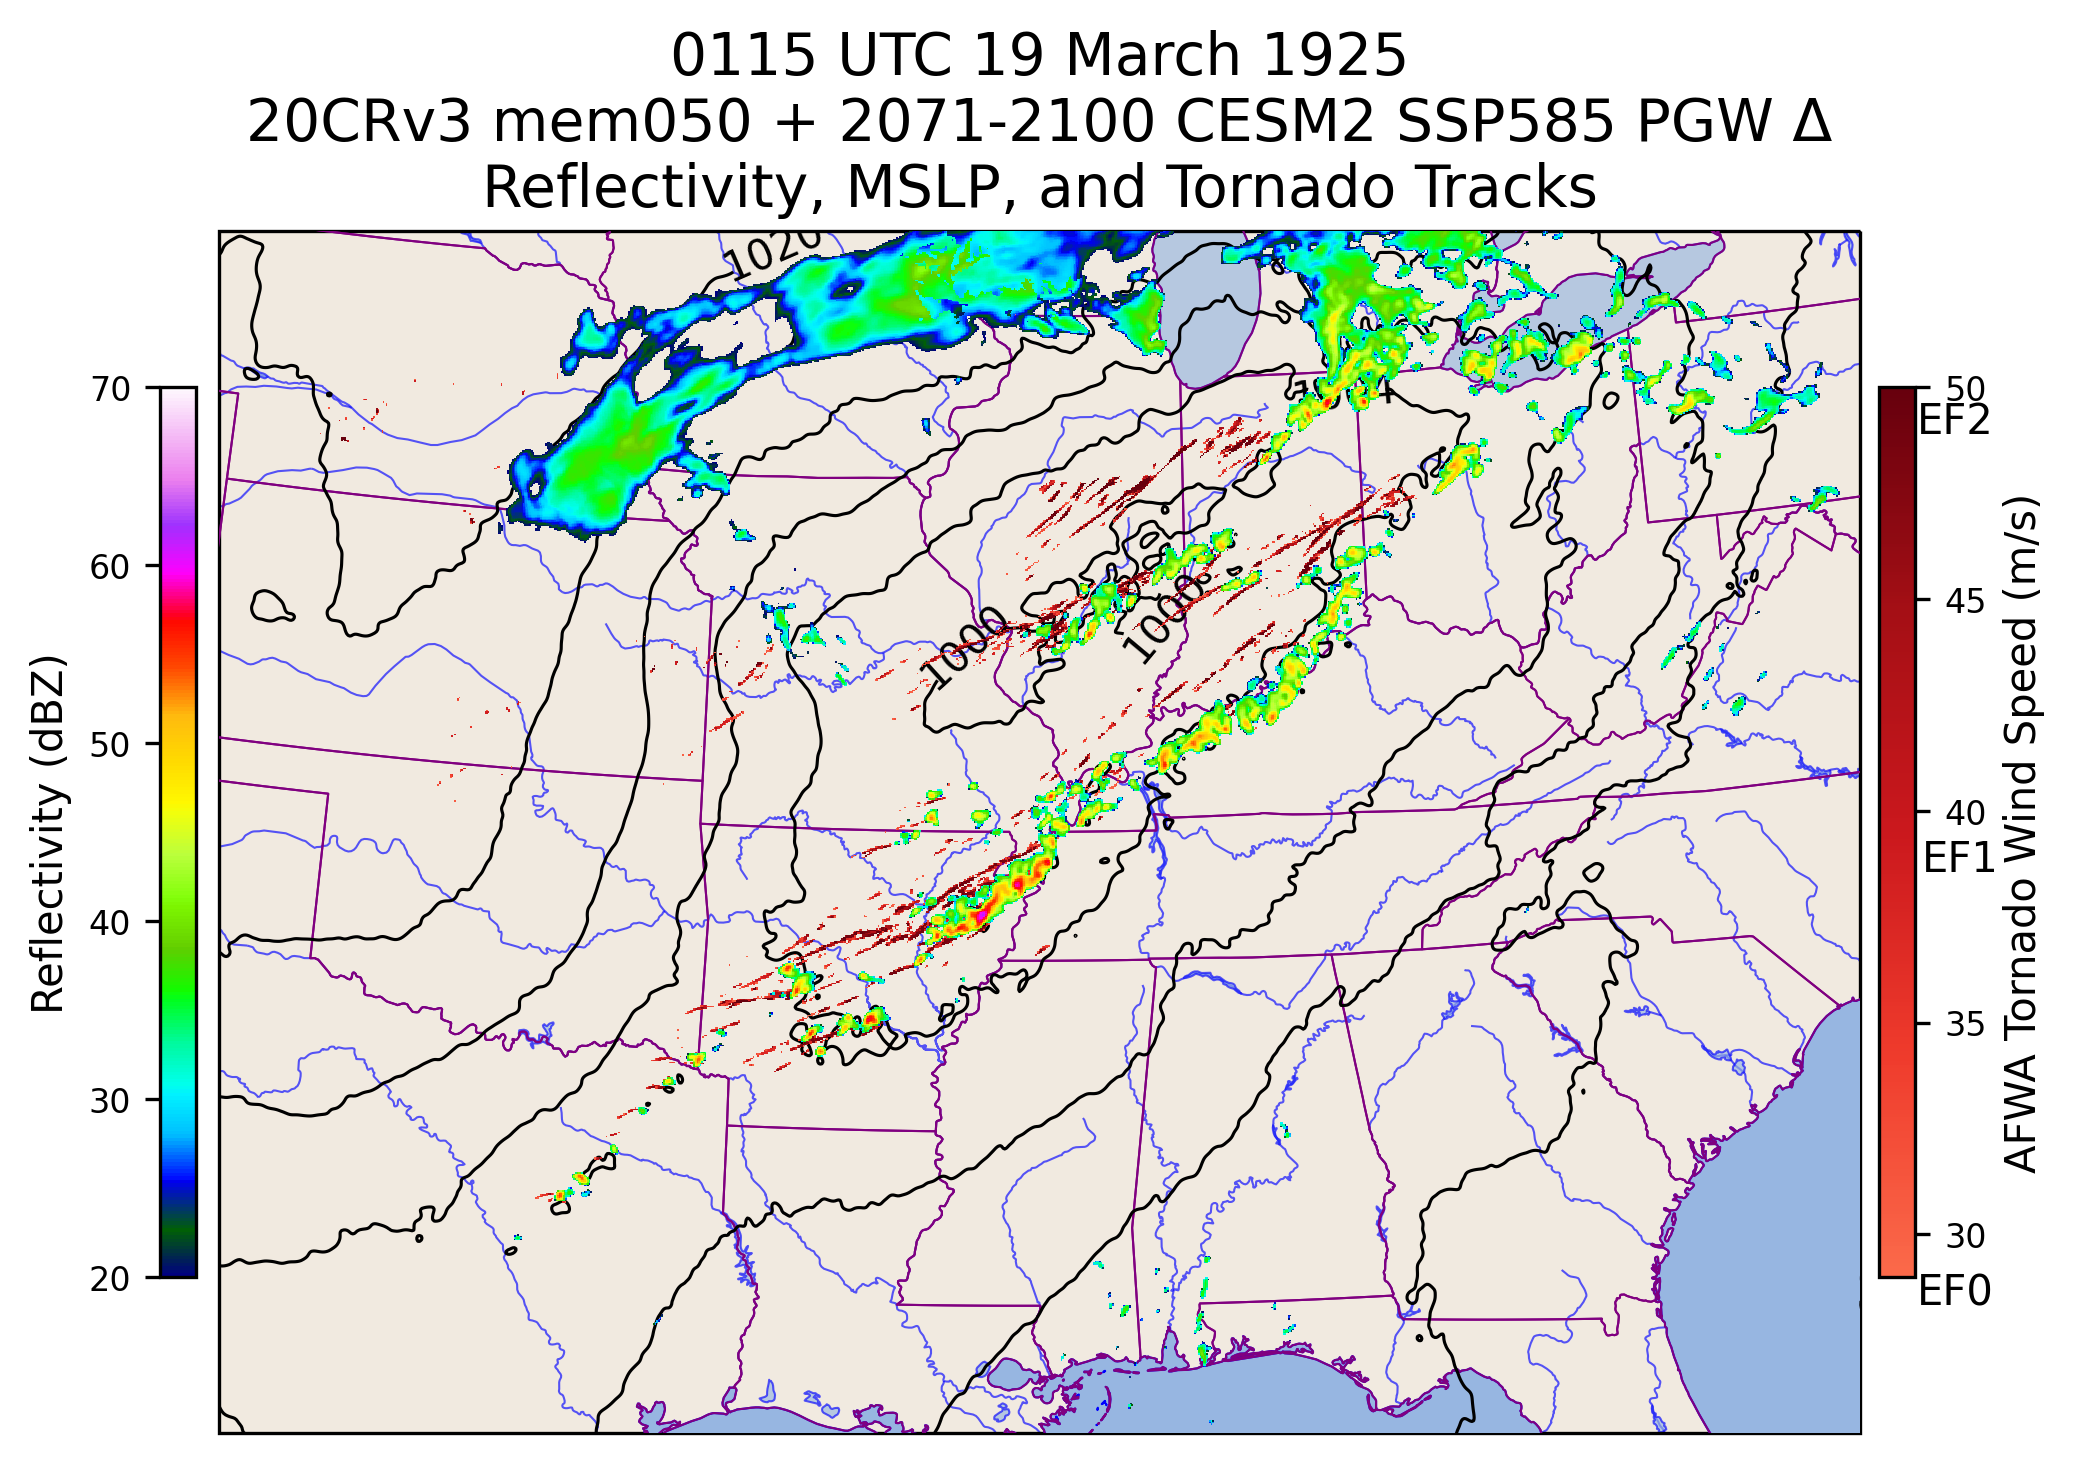 0115 UTC 19 March 1925
20CRv3 mem050 + 2071-2100 CESM2 SSP585 PGW Δ
Reflectivity, MSLP, and Tornado Tracks
1020
1000
1000
70
60
50
40
30
20
Reflectivity (dBZ)
50
EF2
45
40
EF1
35
30
EF0
AFWA Tornado Wind Speed (m/s)